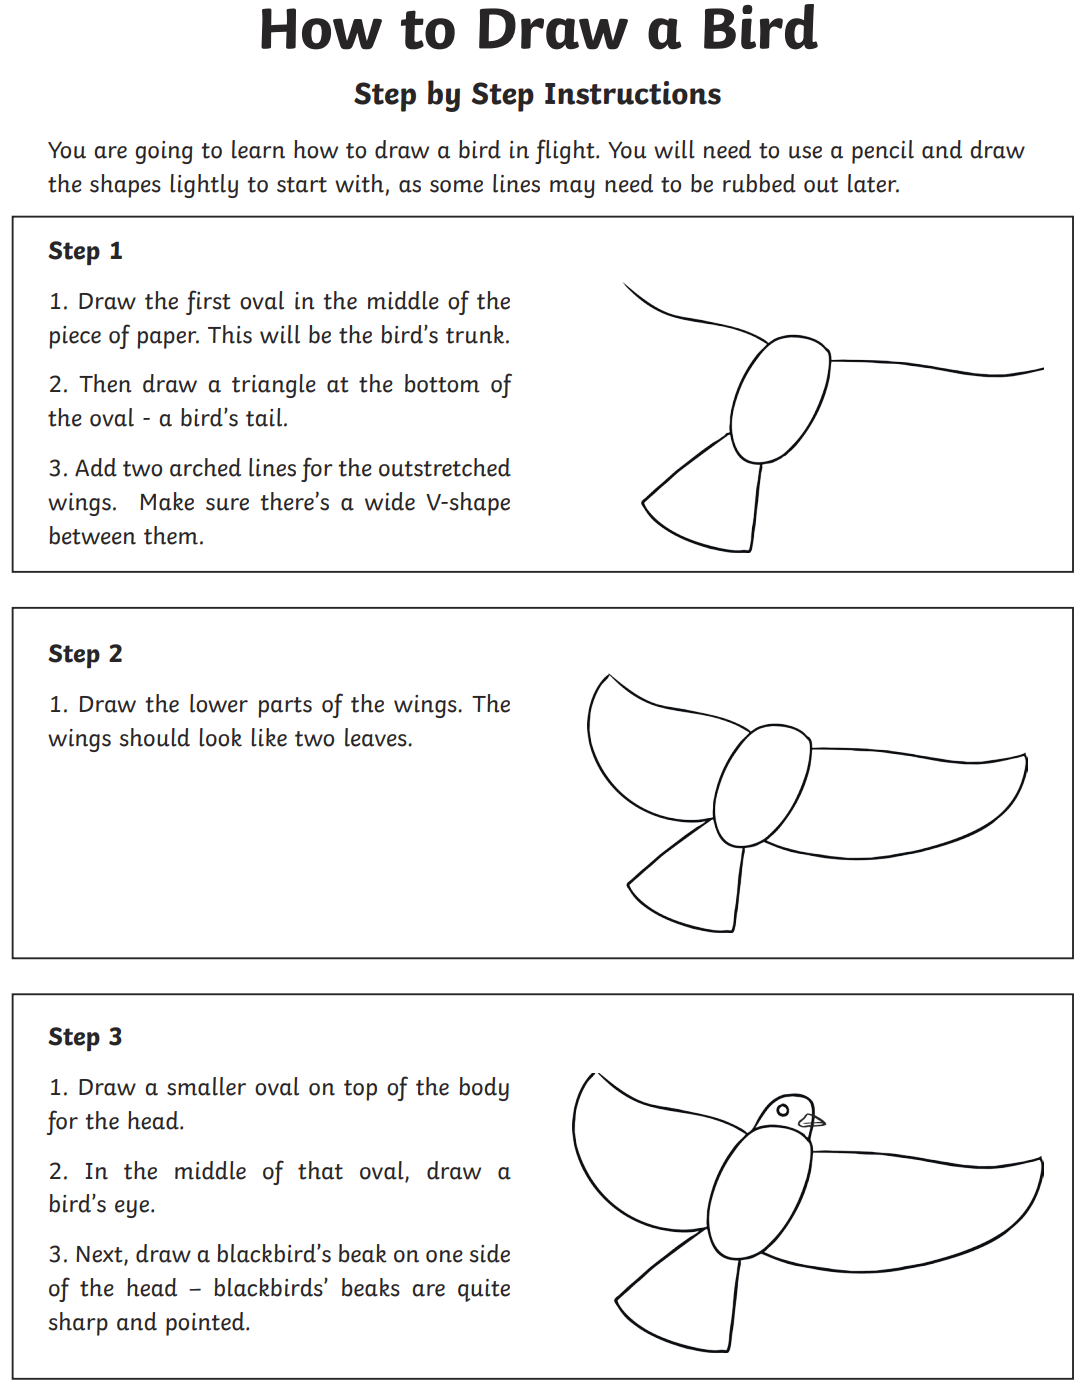 How to Draw a Bird
Step by Step Instructions
You are going to learn how to draw a bird in flight. You will need to use a pencil and draw
the shapes lightly to start with, as some lines may need to be rubbed out later.
Step 1
1. Draw the first oval in the middle of the
piece of paper. This will be the bird's trunk.
2. Then draw a triangle at the bottom of
the oval - a bird's tail.
3. Add two arched lines for the outstretched
wings. Make sure there's a wide V-shape
between them.
Step 2
1. Draw the lower parts of the wings. The
wings should look like two leaves.
Step 3
1. Draw a smaller oval on top of the body
for the head.
2. In the middle of that oval, draw a
bird's eye.
3. Next, draw a blackbird's beak on one side
of the head – blackbirds' beaks are quite
sharp and pointed.